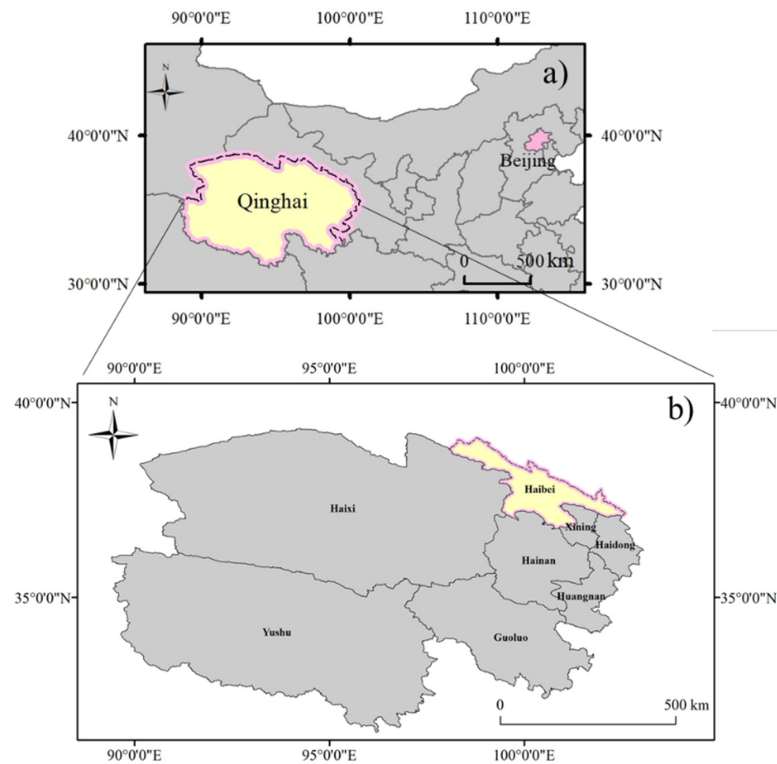 90°0'0"E 100°0'0"E 110°0'0"E
N
a)
40°0'0"N 40°0'0"N
Beijing
Qinghai
0 500 km
30°0'0"N 30°0'0"N
90°0'0"E 100°0'0"E 110°0'0"E
90°0'0"E 95°0'0"E 100°0'0"E
40°0'0"N 40°0'0"N
N
b)
Haibei
Haixi
Xining
Haidong
Hainan
35°0'0"N Huangnan 35°0'0"N
Yushu Guoluo
0 500 km
90°0'0"E 95°0'0"E 100°0'0"E